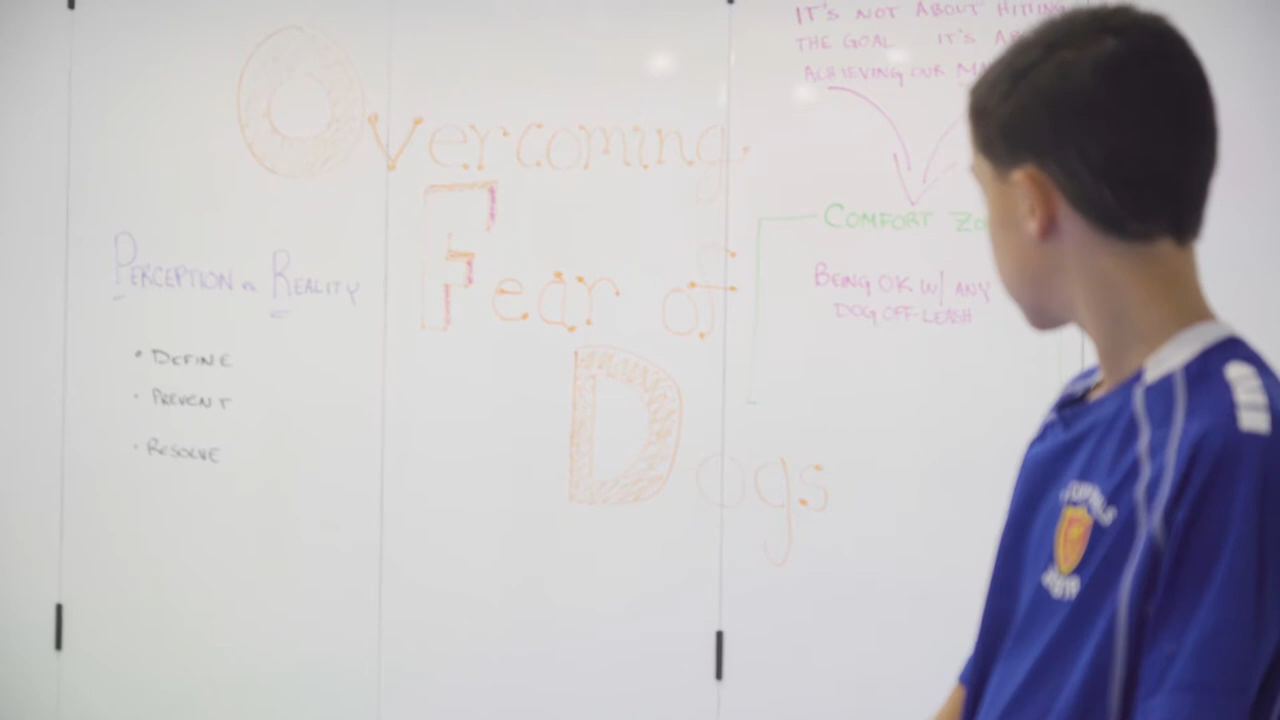 IT'S NOT ABOUT HITTING
THE GOAL IT'S
ACHIEVING OUR
Overcoming
Fear of
Dogs
PERCEPTION vs REALITY
• DEFINE
• PREVENT
• RESOLVE
COMFORT
BEING OK W/ ANY
DOG OFF-LEASH